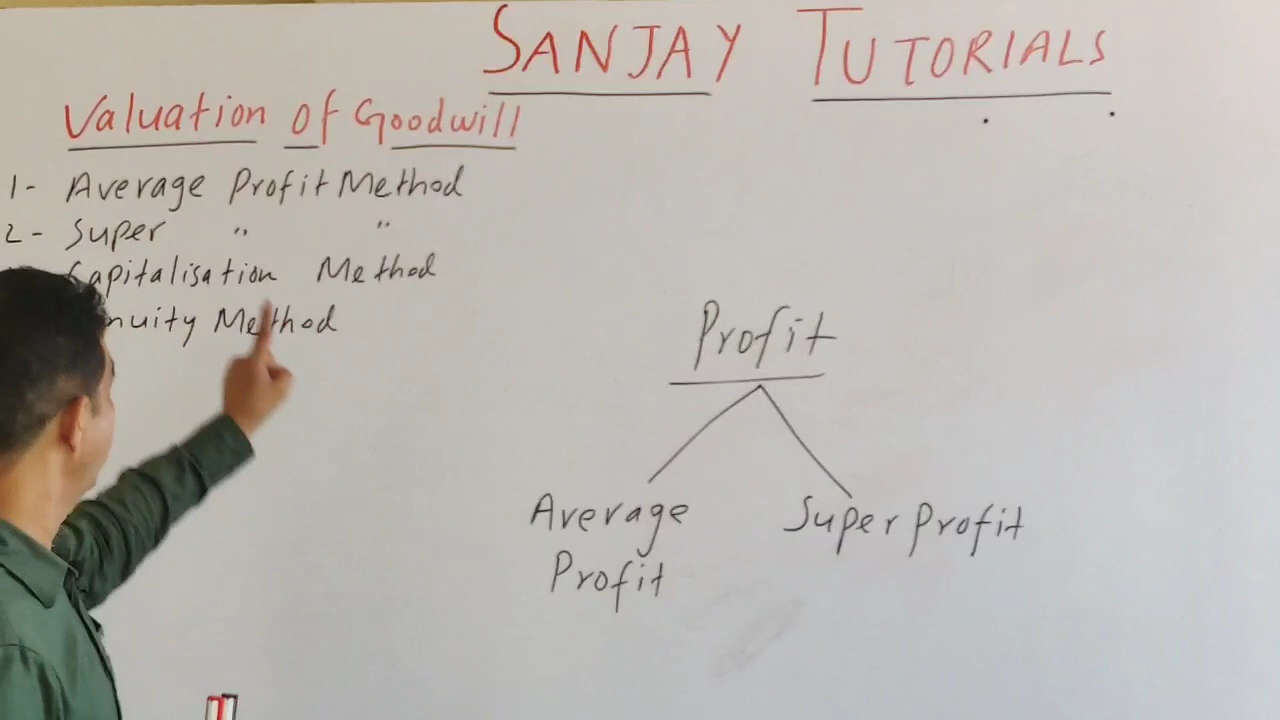 SANJAY TUTORIALS
Valuation of Goodwill
1- Average Profit Method
2- Super " "
Capitalisation Method
nuity Method
Profit
Average Super Profit
Profit